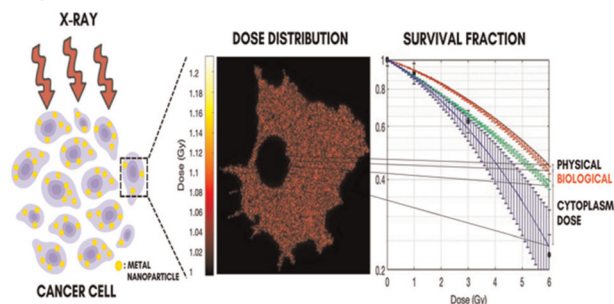 X-RAY
CANCER CELL
: METAL
NANOPARTICLE
DOSE DISTRIBUTION
Dose (Gy)
1.2
1.18
1.16
1.14
1.12
1.1
1.08
1.06
1.04
1.02
1
SURVIVAL FRACTION
1
0.8
0.6
0.4
0.2
0
1
2
3
4
5
6
Dose (Gy)
PHYSICAL
BIOLOGICAL
CYTOPLASM
DOSE